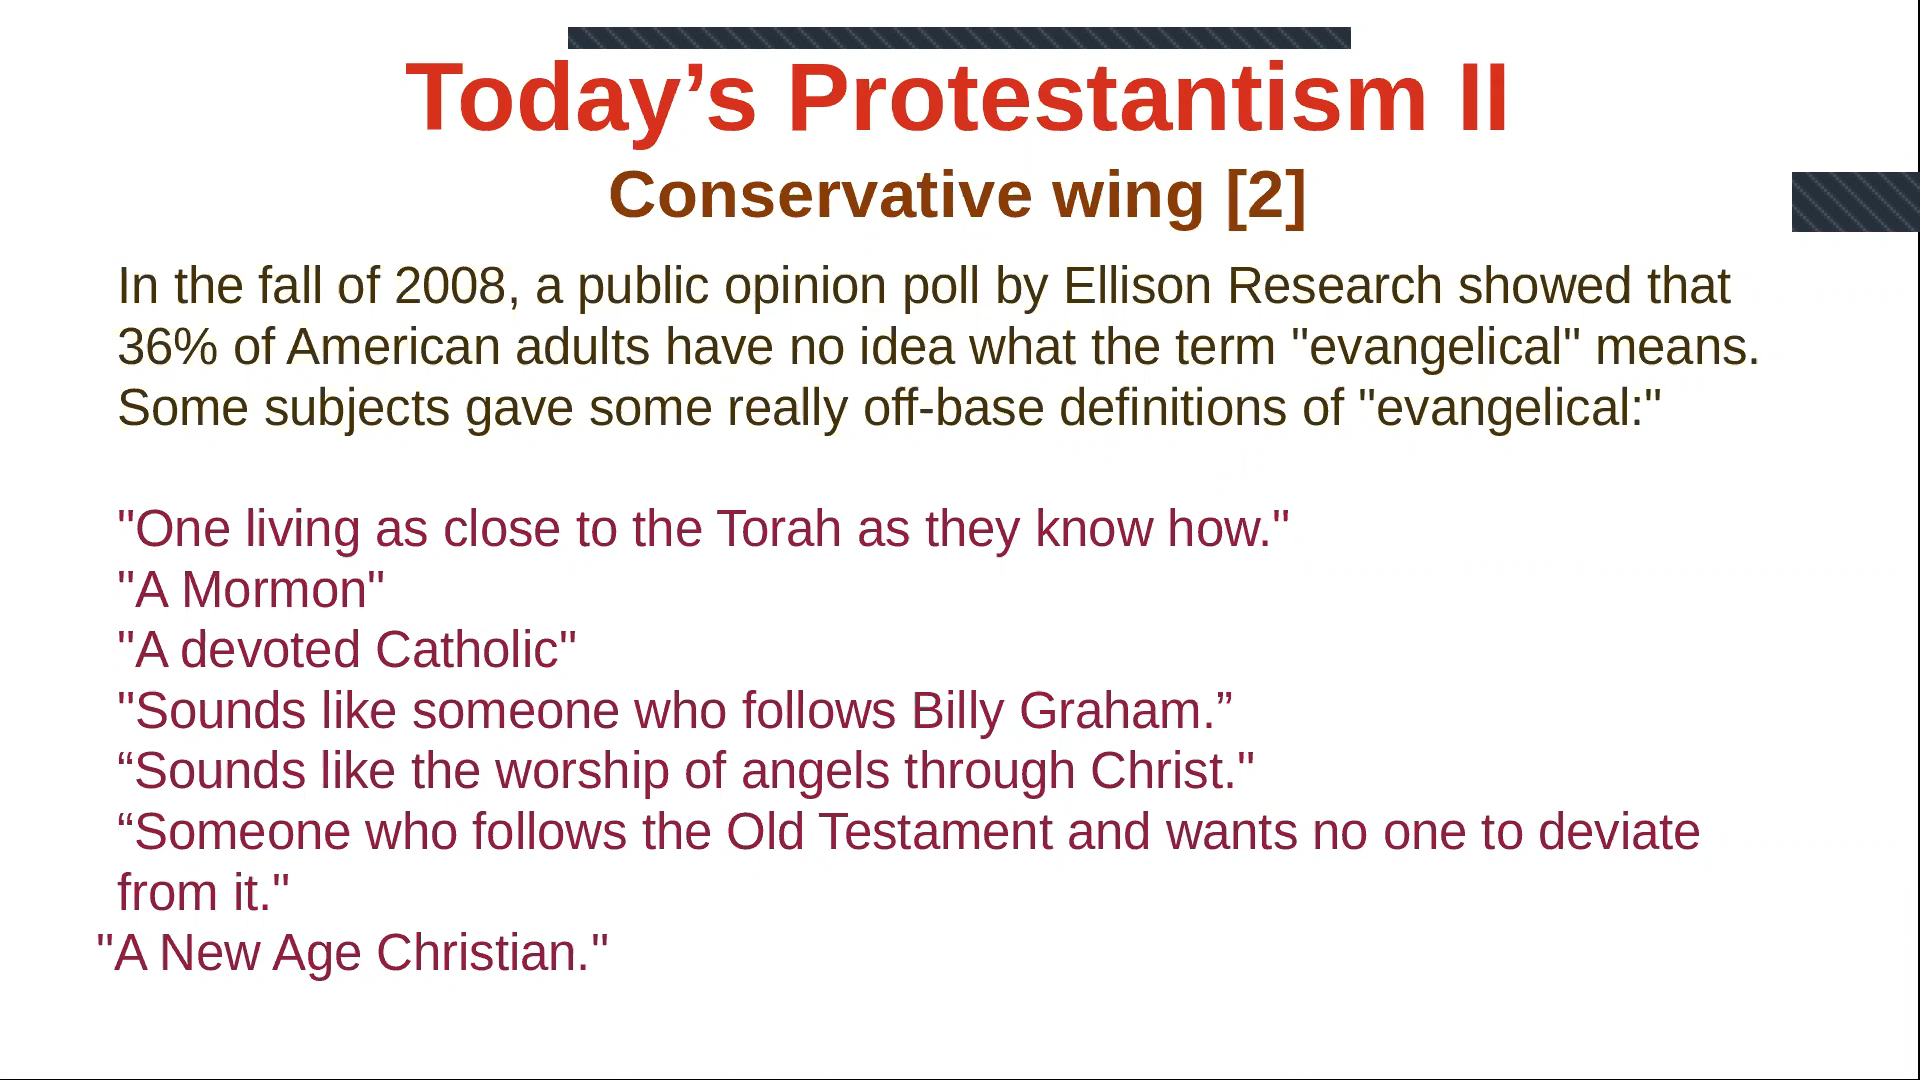 Today’s Protestantism II
Conservative wing [2]
In the fall of 2008, a public opinion poll by Ellison Research showed that
36% of American adults have no idea what the term "evangelical" means.
Some subjects gave some really off-base definitions of "evangelical:"
"One living as close to the Torah as they know how."
"A Mormon"
"A devoted Catholic"
"Sounds like someone who follows Billy Graham.”
“Sounds like the worship of angels through Christ."
“Someone who follows the Old Testament and wants no one to deviate
from it."
"A New Age Christian."